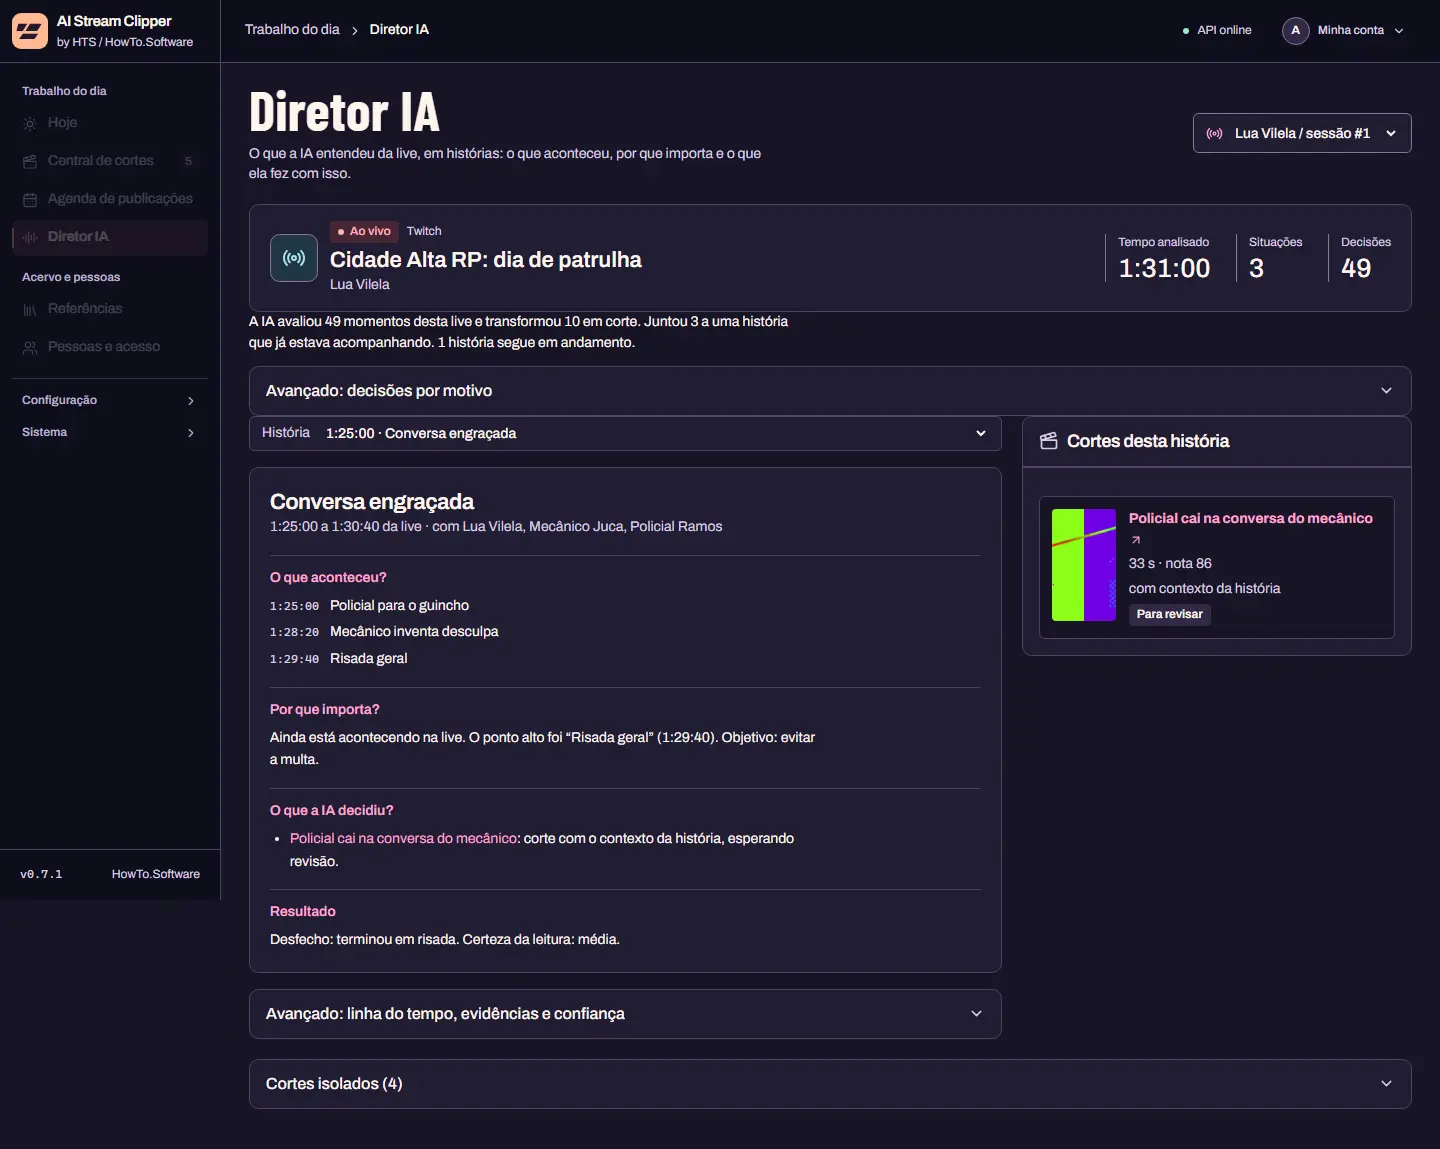 AI Stream Clipper
by HTS / HowTo.Software
Trabalho do dia
Hoje
Central de cortes 5
Agenda de publicações
Diretor IA
Acervo e pessoas
Referências
Pessoas e acesso
Configuração
Sistema
v0.7.1 HowTo.Software
Trabalho do dia > Diretor IA
API online
A Minha conta
Diretor IA
O que a IA entendeu da live, em histórias: o que aconteceu, por que importa e o que
ela fez com isso.
Lua Vilela / sessão #1
Ao vivo Twitch
Cidade Alta RP: dia de patrulha
Lua Vilela
Tempo analisado
1:31:00
Situações
3
Decisões
49
A IA avaliou 49 momentos desta live e transformou 10 em corte. Juntou 3 a uma história
que já estava acompanhando. 1 história segue em andamento.
Avançado: decisões por motivo
História 1:25:00 · Conversa engraçada
Conversa engraçada
1:25:00 a 1:30:40 da live · com Lua Vilela, Mecânico Juca, Policial Ramos
O que aconteceu?
1:25:00 Policial para o guincho
1:28:20 Mecânico inventa desculpa
1:29:40 Risada geral
Por que importa?
Ainda está acontecendo na live. O ponto alto foi “Risada geral” (1:29:40). Objetivo: evitar
a multa.
O que a IA decidiu?
• Policial cai na conversa do mecânico: corte com o contexto da história, esperando
revisão.
Resultado
Desfecho: terminou em risada. Certeza da leitura: média.
Avançado: linha do tempo, evidências e confiança
Cortes desta história
Policial cai na conversa do mecânico
33 s · nota 86
com contexto da história
Para revisar
Cortes isolados (4)